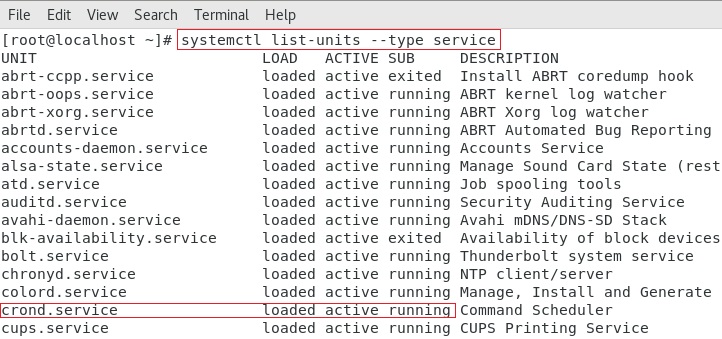 File Edit View Search Terminal Help
[root@localhost ~]# systemctl list-units --type service
UNIT LOAD ACTIVE SUB DESCRIPTION
abrt-ccpp.service loaded active exited Install ABRT coredump hook
abrt-oops.service loaded active running ABRT kernel log watcher
abrt-xorg.service loaded active running ABRT Xorg log watcher
abrtd.service loaded active running ABRT Automated Bug Reporting
accounts-daemon.service loaded active running Accounts Service
alsa-state.service loaded active running Manage Sound Card State (rest
atd.service loaded active running Job spooling tools
auditd.service loaded active running Security Auditing Service
avahi-daemon.service loaded active running Avahi mDNS/DNS-SD Stack
blk-availability.service loaded active exited Availability of block devices
bolt.service loaded active running Thunderbolt system service
chronyd.service loaded active running NTP client/server
colord.service loaded active running Manage, Install and Generate
crond.service loaded active running Command Scheduler
cups.service loaded active running CUPS Printing Service